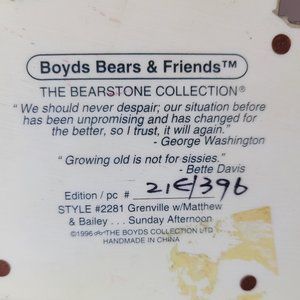 Boyds Bears & Friends™
THE BEARSTONE COLLECTION®
" We should never despair; our situation before
has been unpromising and has changed for
the better, so I trust, it will again."
- George Washington
"Growing old is not for sissies."
- Bette Davis
Edition / pc # 21E/396
STYLE #2281 Grenville w/Matthew
& Bailey . . . Sunday Afternoon
©1996 THE BOYDS COLLECTION LTD
HANDMADE IN CHINA